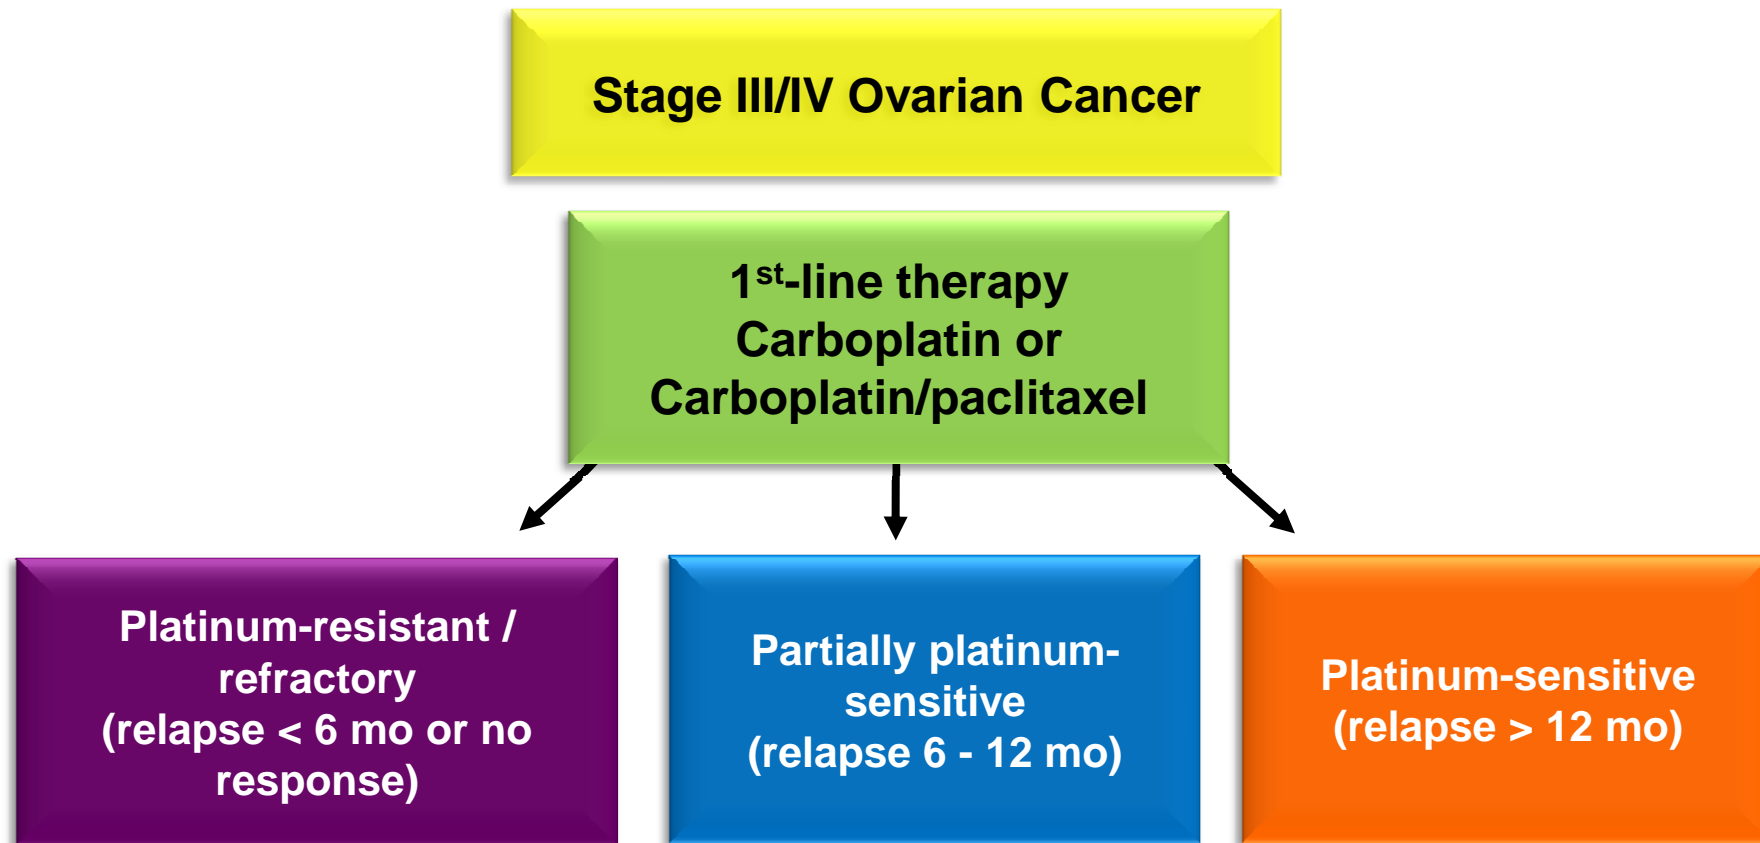 Stage III/IV Ovarian Cancer
1st-line therapy
Carboplatin or
Carboplatin/paclitaxel
Platinum-resistant /
refractory
(relapse < 6 mo or no
response)
Partially platinum-
sensitive
(relapse 6 - 12 mo)
Platinum-sensitive
(relapse > 12 mo)